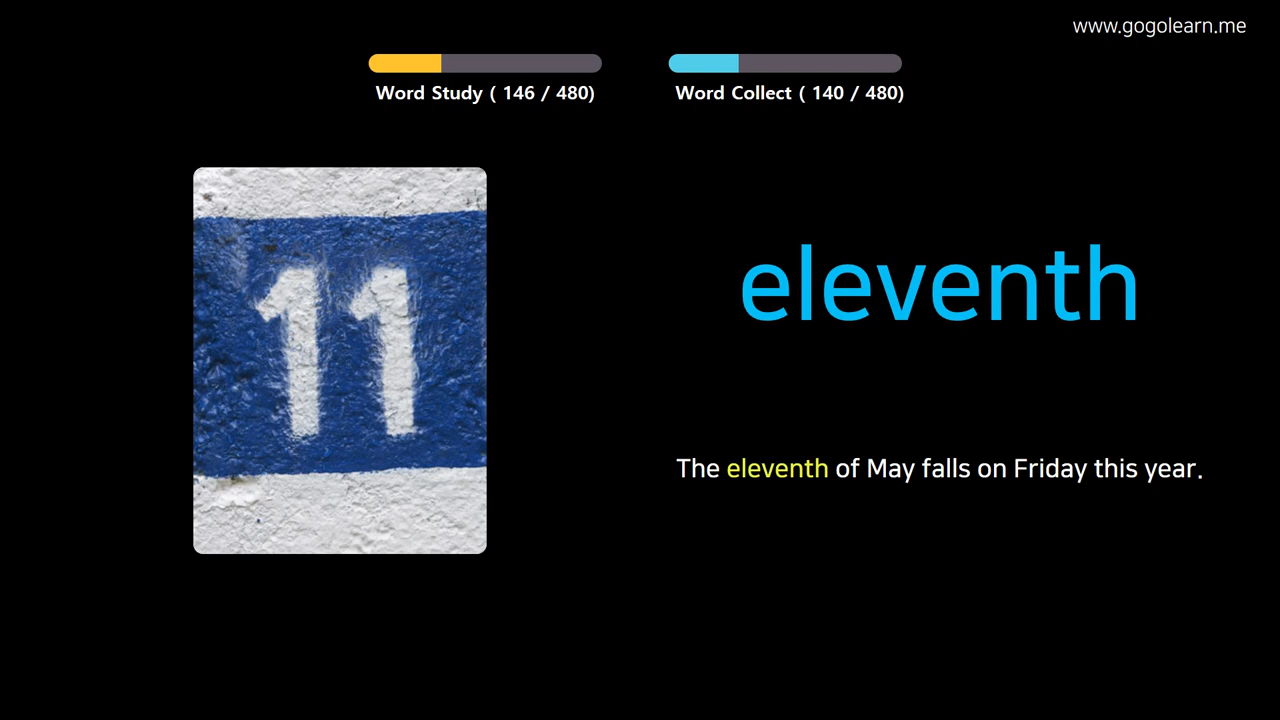 www.gogolearn.me
Word Study ( 146 / 480)
Word Collect ( 140 / 480)
11
eleventh
The eleventh of May falls on Friday this year.